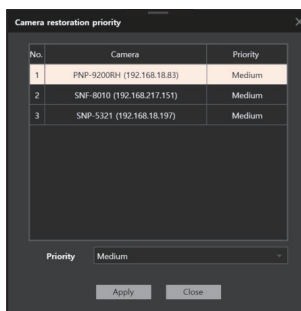 Camera restoration priority
No. Camera Priority
1 PNP-9200RH (192.168.18.83) Medium
2 SNF-8010 (192.168.217.151) Medium
3 SNP-5321 (192.168.18.197) Medium
Priority Medium
Apply Close